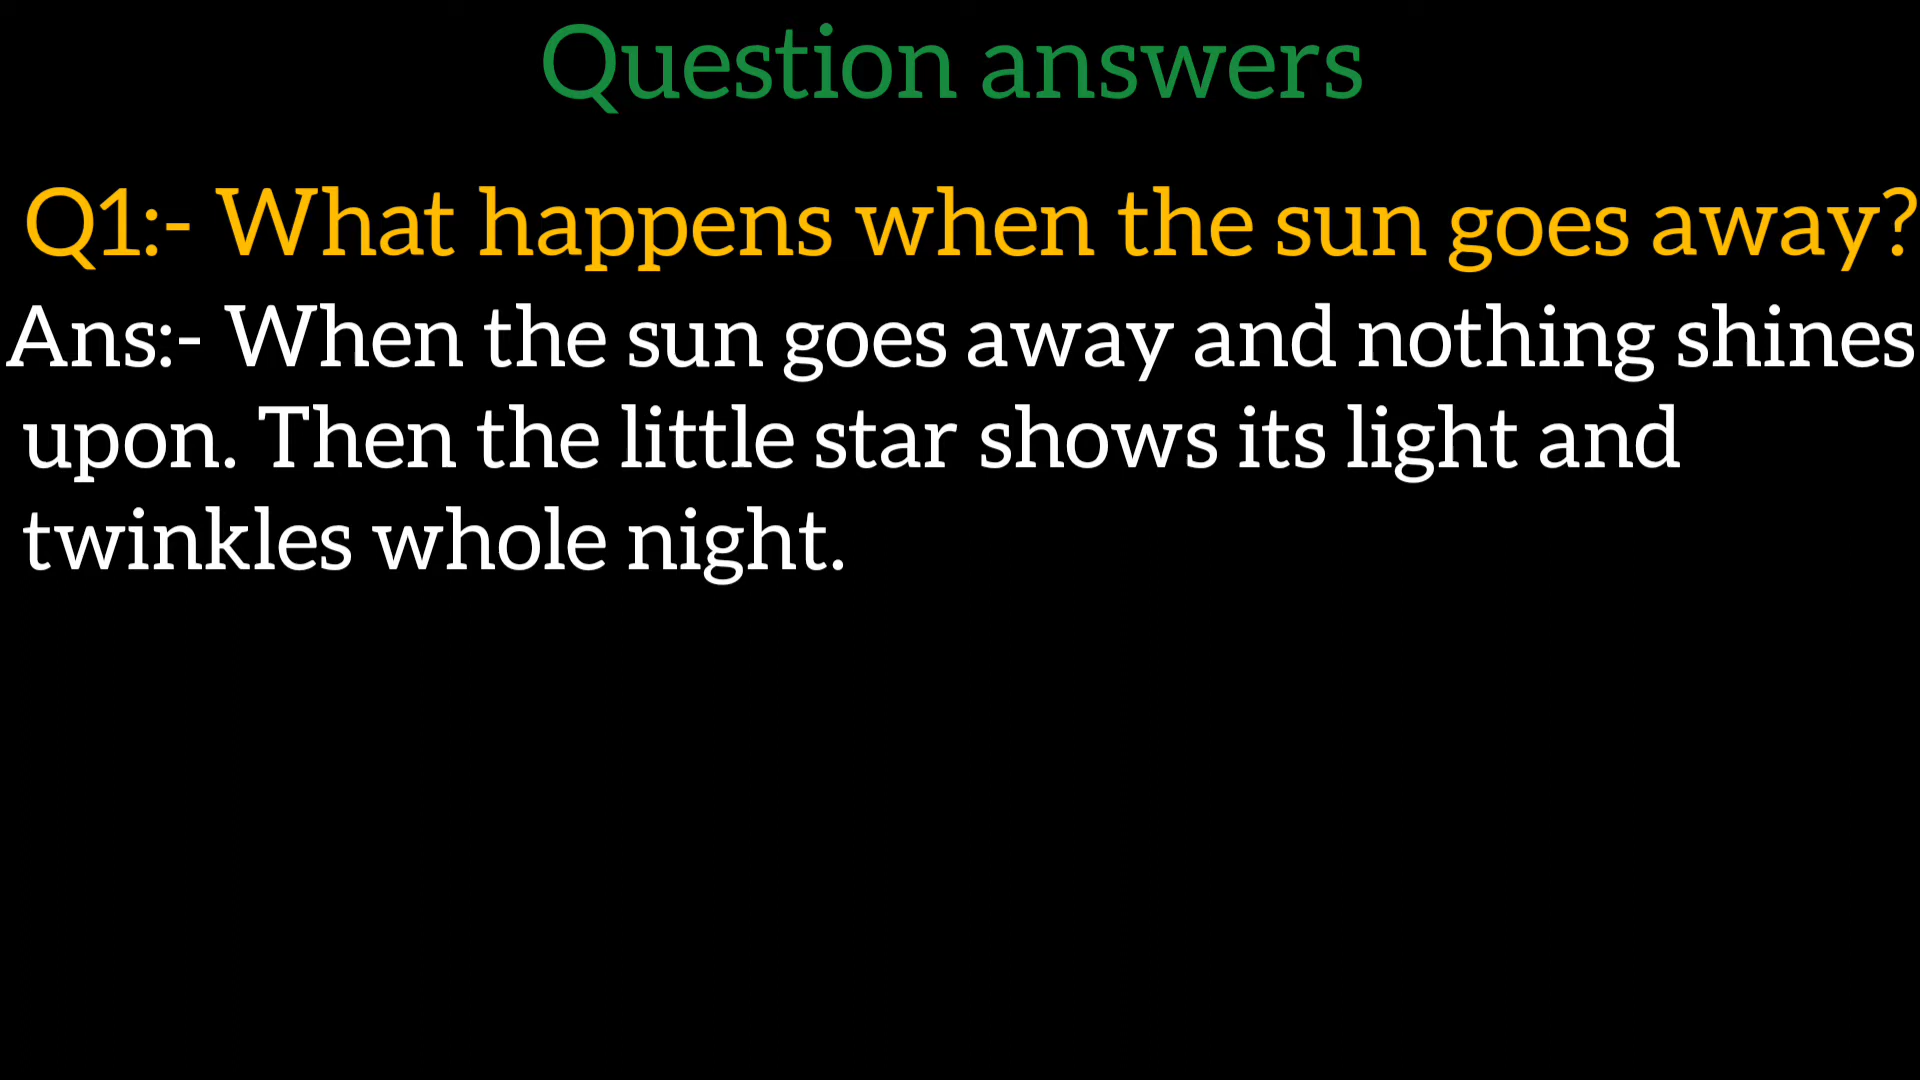 Question answers
Q1:- What happens when the sun goes away?
Ans:- When the sun goes away and nothing shines
upon. Then the little star shows its light and
twinkles whole night.